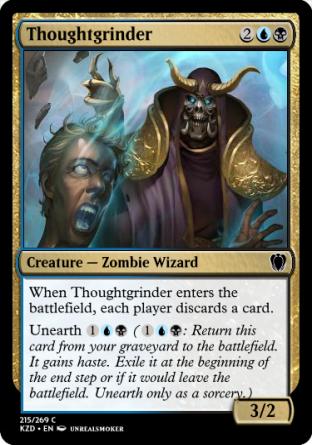 Thoughtgrinder 2
Creature — Zombie Wizard
When Thoughtgrinder enters the
battlefield, each player discards a card.
Unearth 1 ( 1 : Return this
card from your graveyard to the battlefield.
It gains haste. Exile it at the beginning
of the end step or if it would leave the
battlefield. Unearth only as a sorcery.)
3/2
215/269 C
KZD • EN UNREALSMOKER